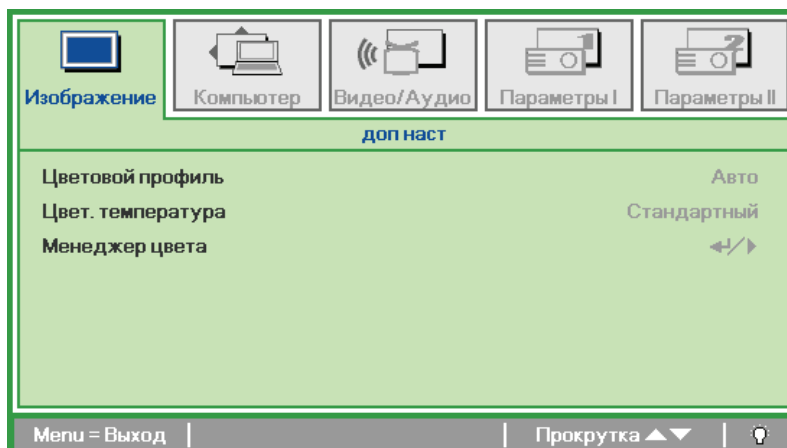 Изображение Компьютер Видео/Аудио Параметры I Параметры II
доп наст
Цветовой профиль Авто
Цвет. температура Стандартный
Менеджер цвета
Menu = Выход Прокрутка